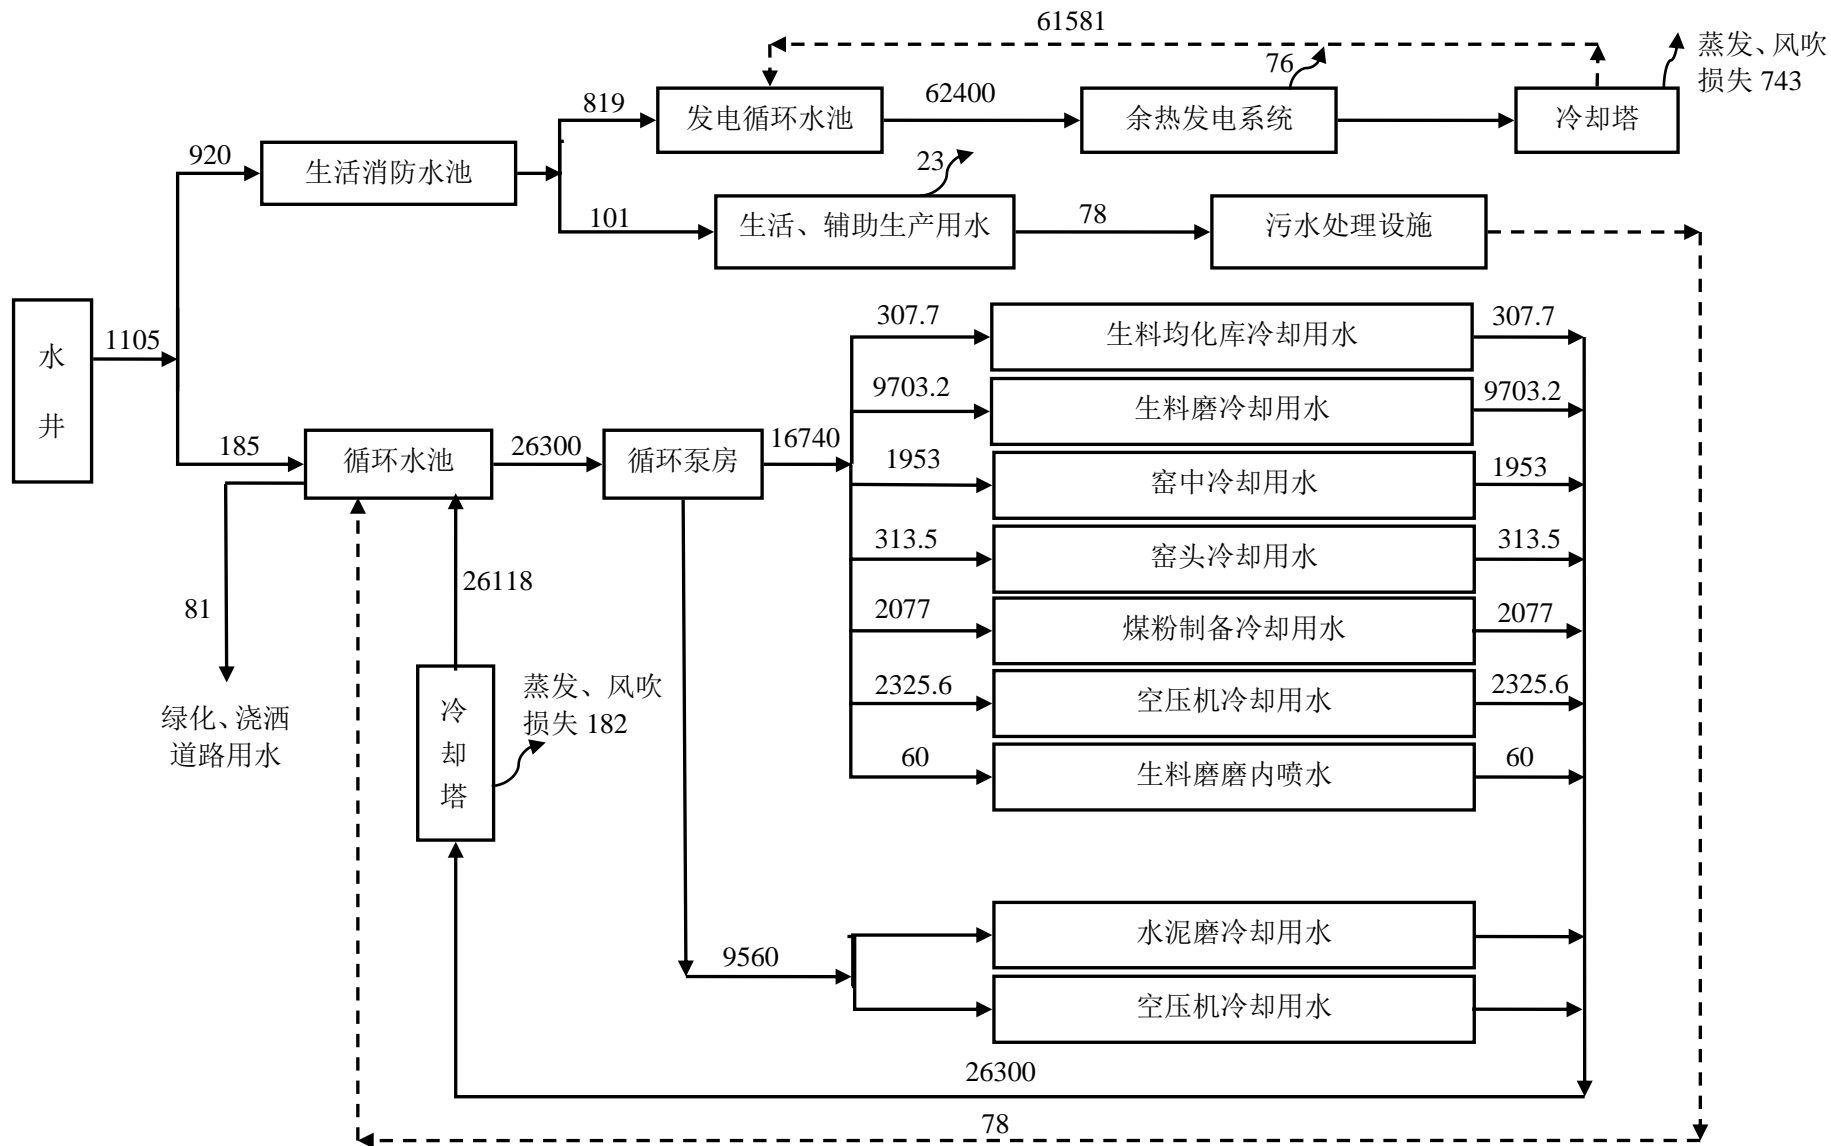 61581
蒸发、风吹
损失 743
76
819
发电循环水池
62400
余热发电系统
冷却塔
920
生活消防水池
23
101
生活、辅助生产用水
78
污水处理设施
水
井
1105
307.7
生料均化库冷却用水
307.7
9703.2
生料磨冷却用水
9703.2
185
循环水池
26300
循环泵房
16740
1953
窑中冷却用水
1953
313.5
窑头冷却用水
313.5
26118
81
2077
煤粉制备冷却用水
2077
蒸发、风吹
损失 182
2325.6
空压机冷却用水
2325.6
绿化、浇洒
道路用水
冷
却
塔
60
生料磨磨内喷水
60
水泥磨冷却用水
9560
空压机冷却用水
26300
78